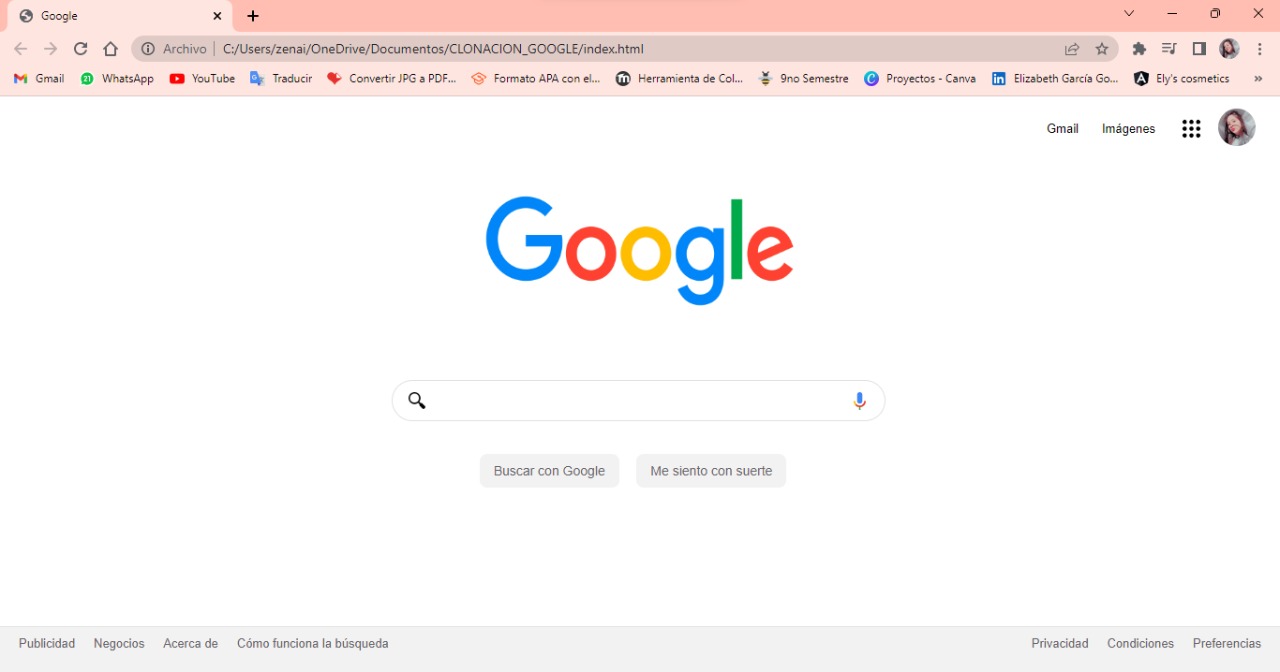 Google
Archivo | C:/Users/zenai/OneDrive/Documentos/CLONACION_GOOGLE/index.html
Gmail 21 WhatsApp YouTube Traducir Convertir JPG a PDF... Formato APA con el... m Herramienta de Col... 9no Semestre C Proyectos - Canva in Elizabeth García Go... A Ely's cosmetics »
Gmail Imágenes
Google
Buscar con Google Me siento con suerte
Publicidad Negocios Acerca de Cómo funciona la búsqueda Privacidad Condiciones Preferencias